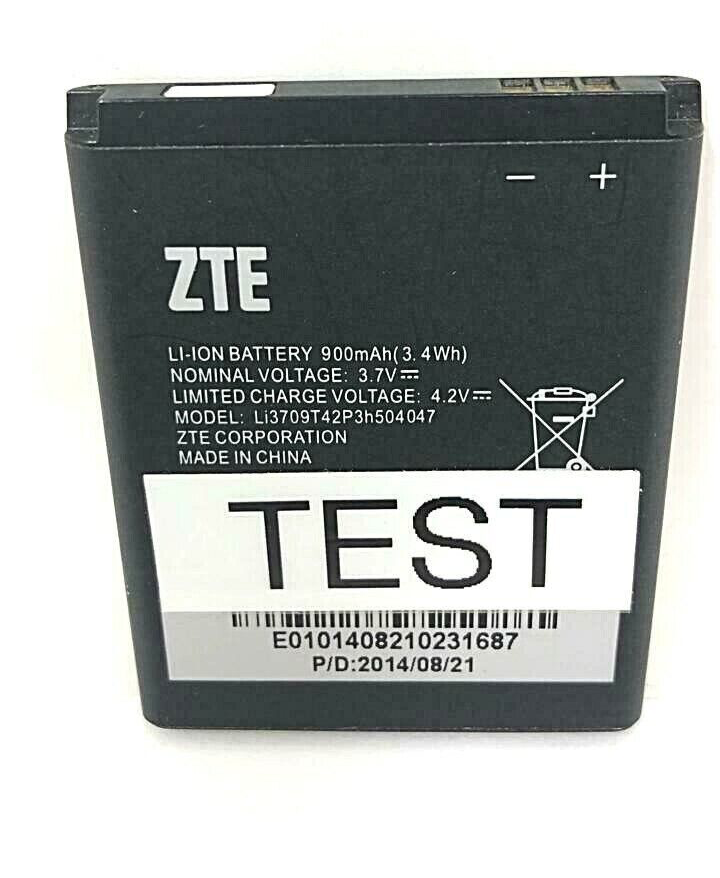 − +
ZTE
LI-ION BATTERY 900mAh(3.4Wh)
NOMINAL VOLTAGE: 3.7V⎓
LIMITED CHARGE VOLTAGE: 4.2V⎓
MODEL: Li3709T42P3h504047
ZTE CORPORATION
MADE IN CHINA
TEST
E0101408210231687
P/D:2014/08/21